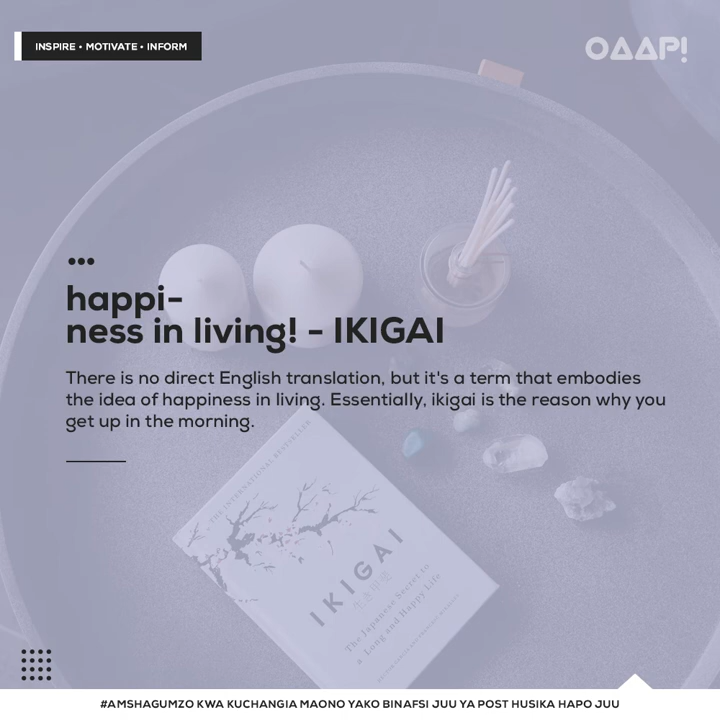 INSPIRE • MOTIVATE • INFORM
OAAP!
•••
happi-
ness in living! - IKIGAI
There is no direct English translation, but it's a term that embodies
the idea of happiness in living. Essentially, ikigai is the reason why you
get up in the morning.
THE INTERNATIONAL BESTSELLER
IKIGAI
The Japanese Secret to
a Long and Happy Life
#AMSHAGUMZO KWA KUCHANGIA MAONO YAKO BINAFSI JUU YA POST HUSIKA HAPO JUU